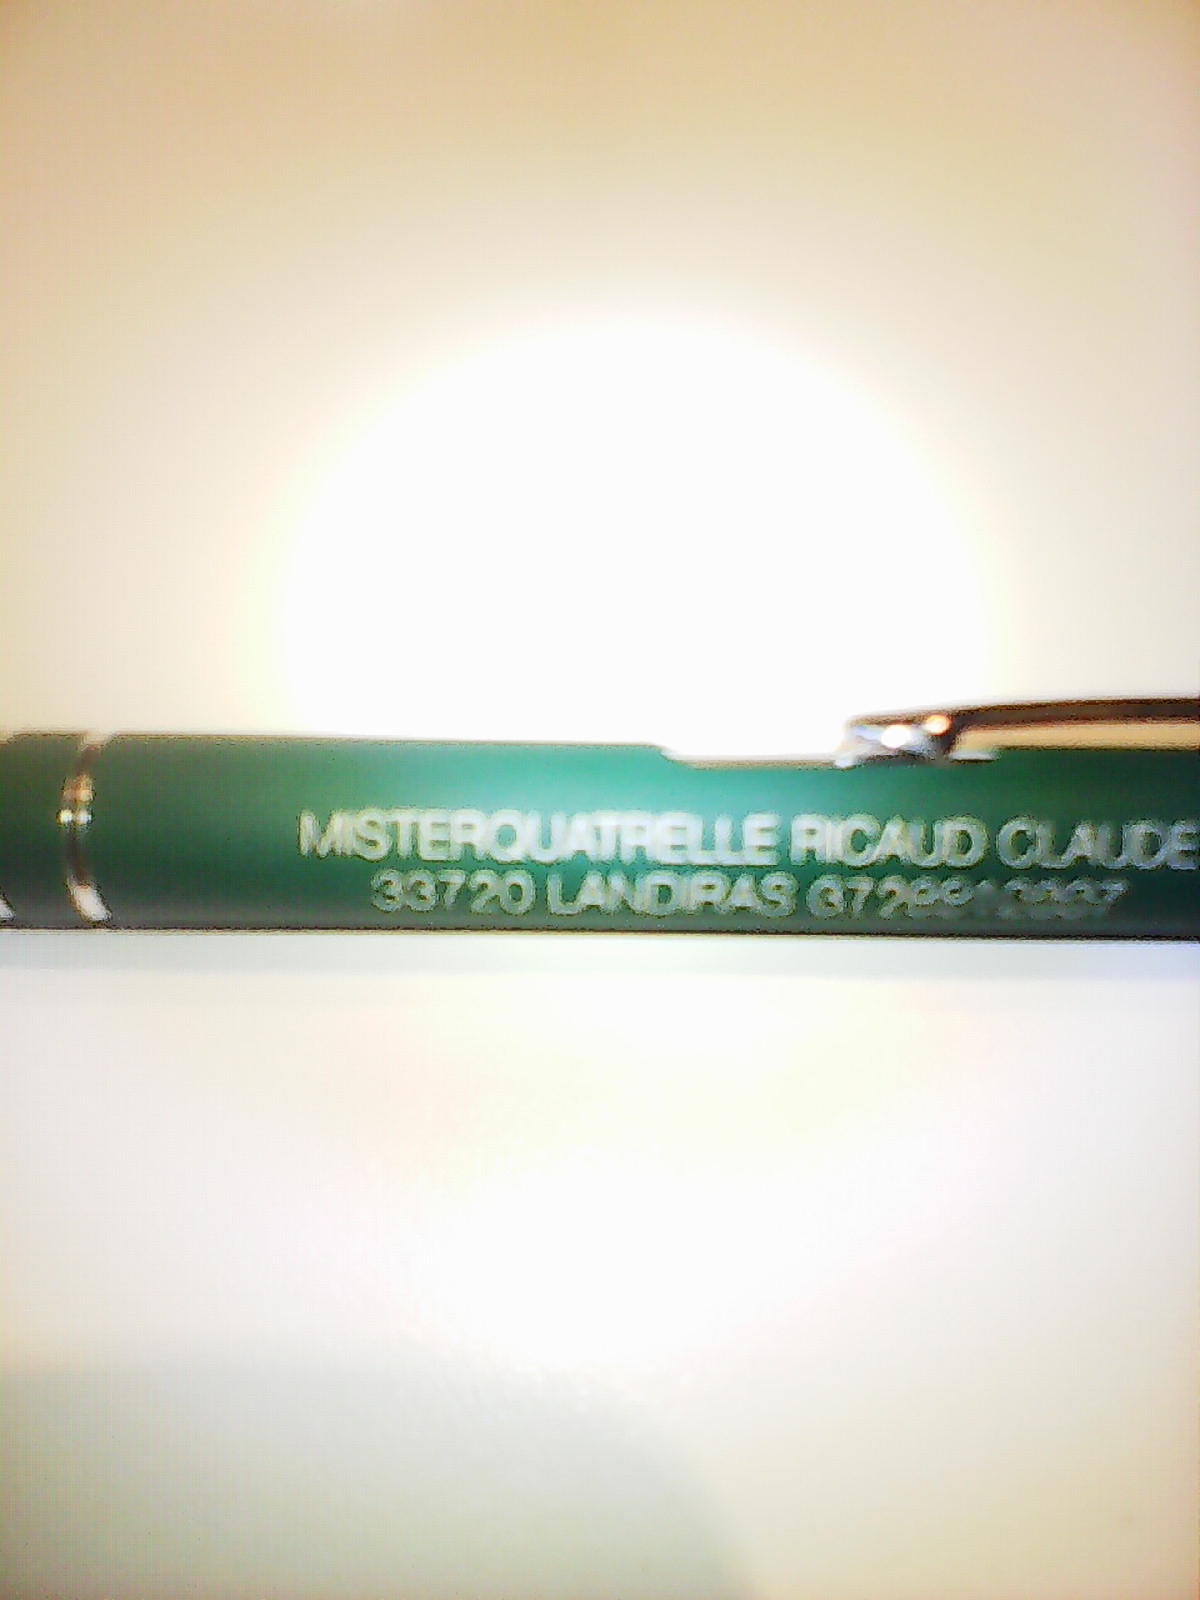 MISTERQUATRELLE RICAUD CLAUDE
33720 LANDIRAS